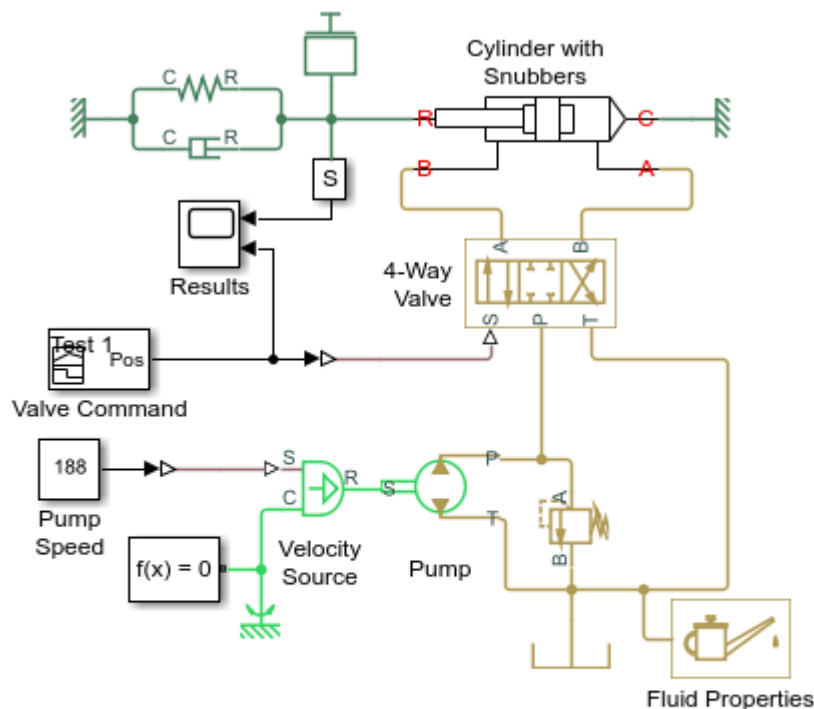 Cylinder with
Snubbers
C R
C R
R C
B A
S
Results
4-Way
Valve
A B
S P T
Test 1
Pos
Valve Command
188
Pump
Speed
S
C
R
Velocity
Source
S
P
T
Pump
A
B
f(x) = 0
Fluid Properties